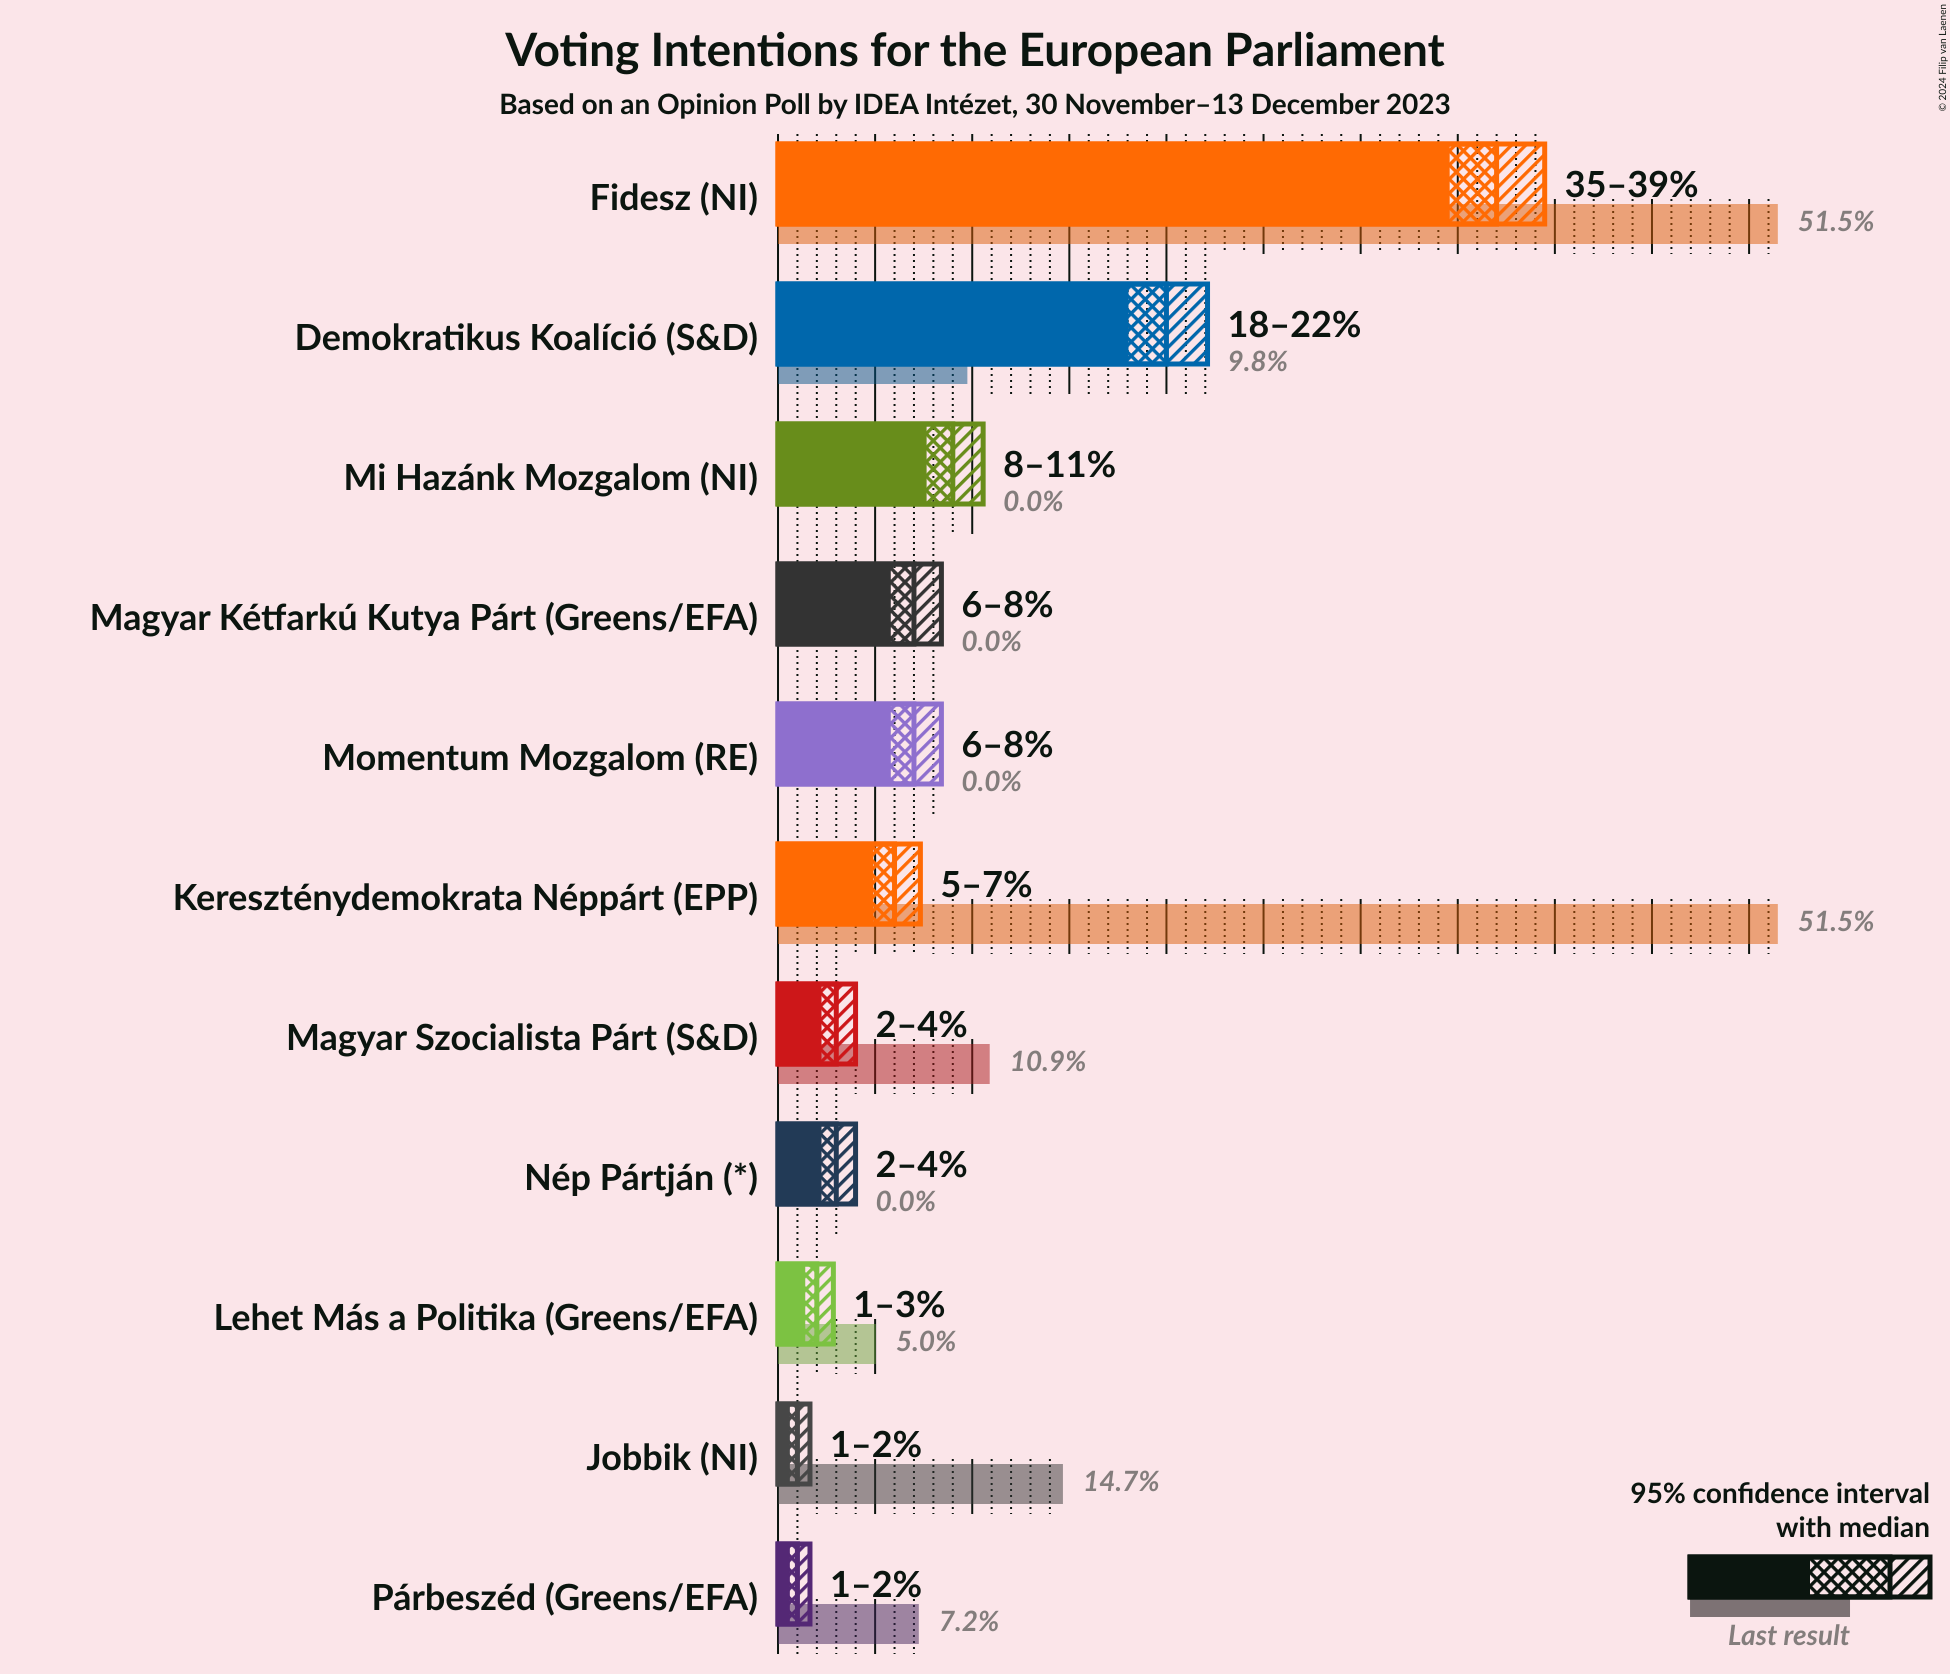 Voting Intentions for the European Parliament
Based on an Opinion Poll by IDEA Intézet, 30 November–13 December 2023
© 2024 Filip van Laenen
Fidesz (NI)
35–39%
51.5%
Demokratikus Koalíció (S&D)
18–22%
9.8%
Mi Hazánk Mozgalom (NI)
8–11%
0.0%
Magyar Kétfarkú Kutya Párt (Greens/EFA)
6–8%
0.0%
Momentum Mozgalom (RE)
6–8%
0.0%
Kereszténydemokrata Néppárt (EPP)
5–7%
51.5%
Magyar Szocialista Párt (S&D)
2–4%
10.9%
Nép Pártján (*)
2–4%
0.0%
Lehet Más a Politika (Greens/EFA)
1–3%
5.0%
Jobbik (NI)
1–2%
14.7%
Párbeszéd (Greens/EFA)
1–2%
7.2%
95% confidence interval
with median
Last result